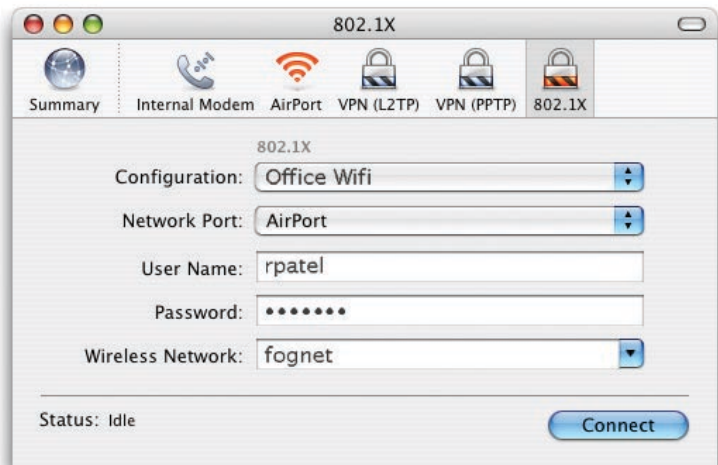 802.1X
Summary
Internal Modem
AirPort
VPN (L2TP)
VPN (PPTP)
802.1X
802.1X
Configuration: Office Wifi
Network Port: AirPort
User Name: rpatel
Password: •••••••
Wireless Network: fognet
Status: Idle
Connect